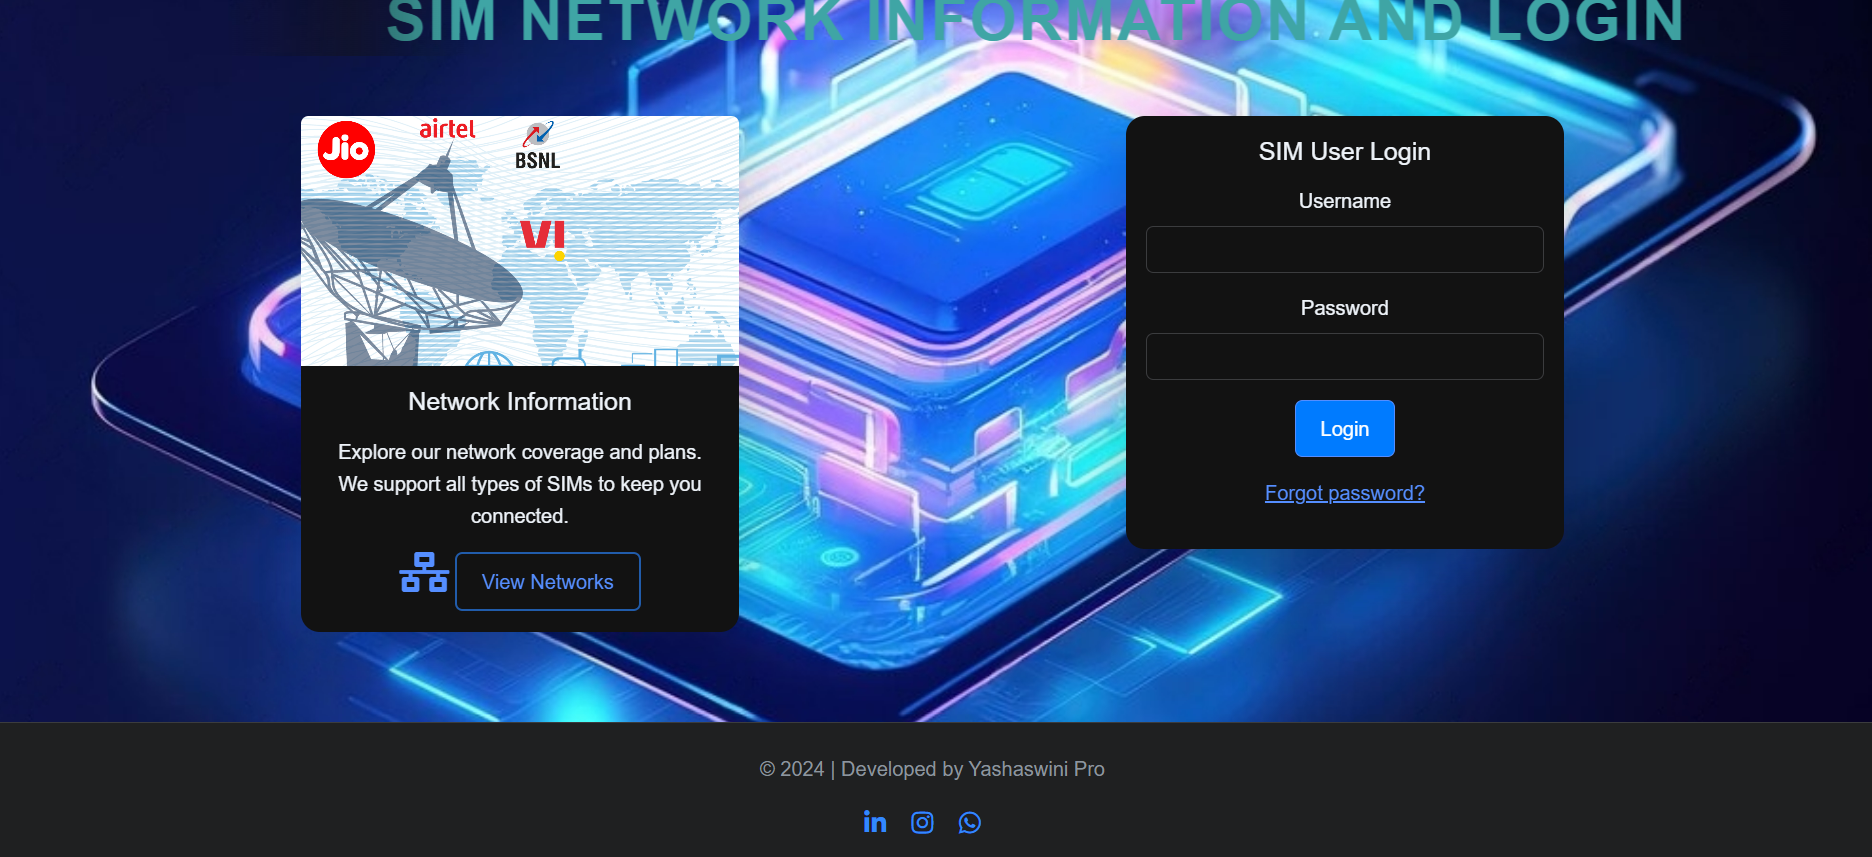 SIM NETWORK INFORMATION AND LOGIN
Jio
airtel
BSNL
VI
Network Information
Explore our network coverage and plans.
We support all types of SIMs to keep you
connected.
View Networks
SIM User Login
Username
Password
Login
Forgot password?
© 2024 | Developed by Yashaswini Pro
in